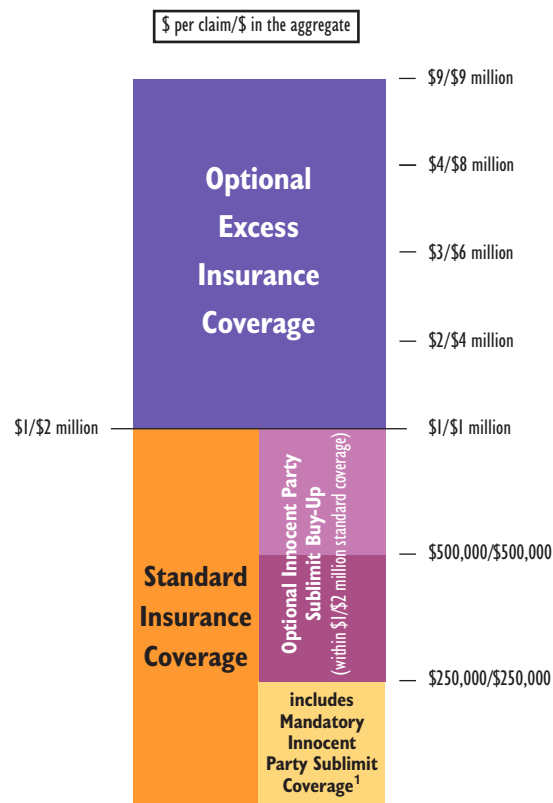 $ per claim/$ in the aggregate
$9/$9 million
$4/$8 million
$3/$6 million
$2/$4 million
Optional
Excess
Insurance
Coverage
$1/$2 million
$1/$1 million
$500,000/$500,000
$250,000/$250,000
Standard
Insurance
Coverage
Optional Innocent Party
Sublimit Buy-Up
(within $1/$2 million standard coverage)
includes
Mandatory
Innocent
Party Sublimit
Coverage¹